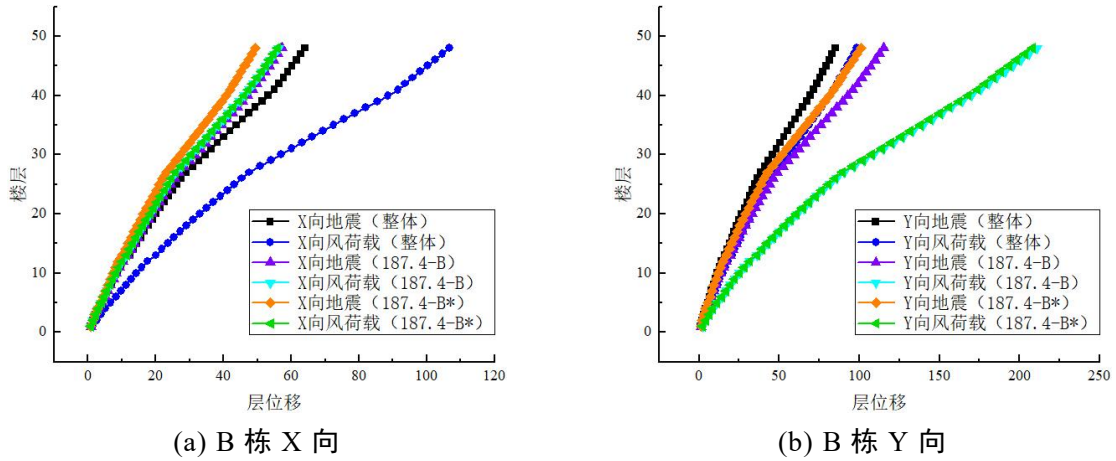 50
40
30
20
10
0
楼层
X向地震（整体）
X向风荷载（整体）
X向地震（187.4-B）
X向风荷载（187.4-B）
X向地震（187.4-B*）
X向风荷载（187.4-B*）
0 20 40 60 80 100 120
层位移
(a) B 栋 X 向
50
40
30
20
10
0
楼层
Y向地震（整体）
Y向风荷载（整体）
Y向地震（187.4-B）
Y向风荷载（187.4-B）
Y向地震（187.4-B*）
Y向风荷载（187.4-B*）
0 50 100 150 200 250
层位移
(b) B 栋 Y 向